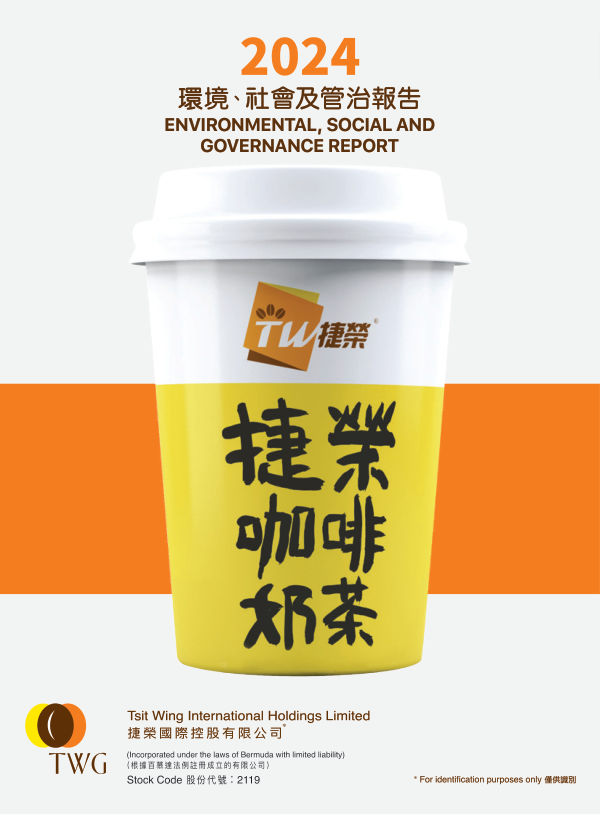 2024
環境、社會及管治報告
ENVIRONMENTAL, SOCIAL AND
GOVERNANCE REPORT
TW捷榮®
捷榮
咖啡
奶茶
Tsit Wing International Holdings Limited
捷榮國際控股有限公司*
(Incorporated under the laws of Bermuda with limited liability)
(根據百慕達法例註冊成立的有限公司)
TWG
Stock Code 股份代號：2119
* For identification purposes only 僅供識別